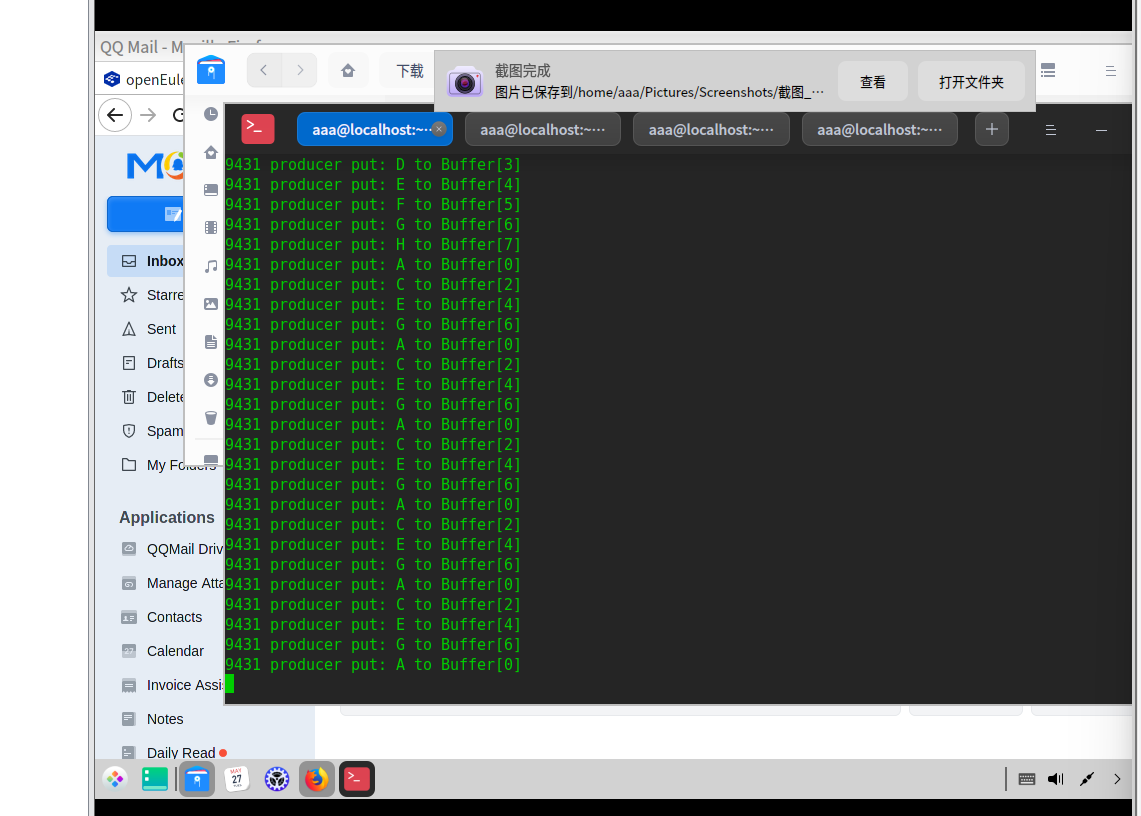 QQ Mail - M
openEule
下载
截图完成
图片已保存到/home/aaa/Pictures/Screenshots/截图_···
查看
打开文件夹
aaa@localhost:~···
aaa@localhost:~···
aaa@localhost:~···
aaa@localhost:~···
Inbox
Starre
Sent
Drafts
Delete
Spam
My Folders
Applications
QQMail Driv
Manage Atta
Contacts
Calendar
Invoice Assi
Notes
Daily Read
9431 producer put: D to Buffer[3]
9431 producer put: E to Buffer[4]
9431 producer put: F to Buffer[5]
9431 producer put: G to Buffer[6]
9431 producer put: H to Buffer[7]
9431 producer put: A to Buffer[0]
9431 producer put: C to Buffer[2]
9431 producer put: E to Buffer[4]
9431 producer put: G to Buffer[6]
9431 producer put: A to Buffer[0]
9431 producer put: C to Buffer[2]
9431 producer put: E to Buffer[4]
9431 producer put: G to Buffer[6]
9431 producer put: A to Buffer[0]
9431 producer put: C to Buffer[2]
9431 producer put: E to Buffer[4]
9431 producer put: G to Buffer[6]
9431 producer put: A to Buffer[0]
9431 producer put: C to Buffer[2]
9431 producer put: E to Buffer[4]
9431 producer put: G to Buffer[6]
9431 producer put: A to Buffer[0]
9431 producer put: C to Buffer[2]
9431 producer put: E to Buffer[4]
9431 producer put: G to Buffer[6]
9431 producer put: A to Buffer[0]
MAY
27